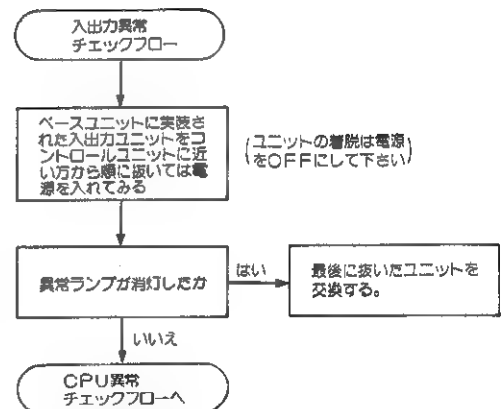 入出力異常
チェックフロー
ベースユニットに実装さ
れた入出力ユニットをコ
ントロールユニットに近
い方から順に抜いては電
源を入れてみる
(ユニットの着脱は電源
をOFFにして下さい)
異常ランプが消灯したか
はい
最後に抜いたユニットを
交換する。
いいえ
CPU異常
チェックフローへ